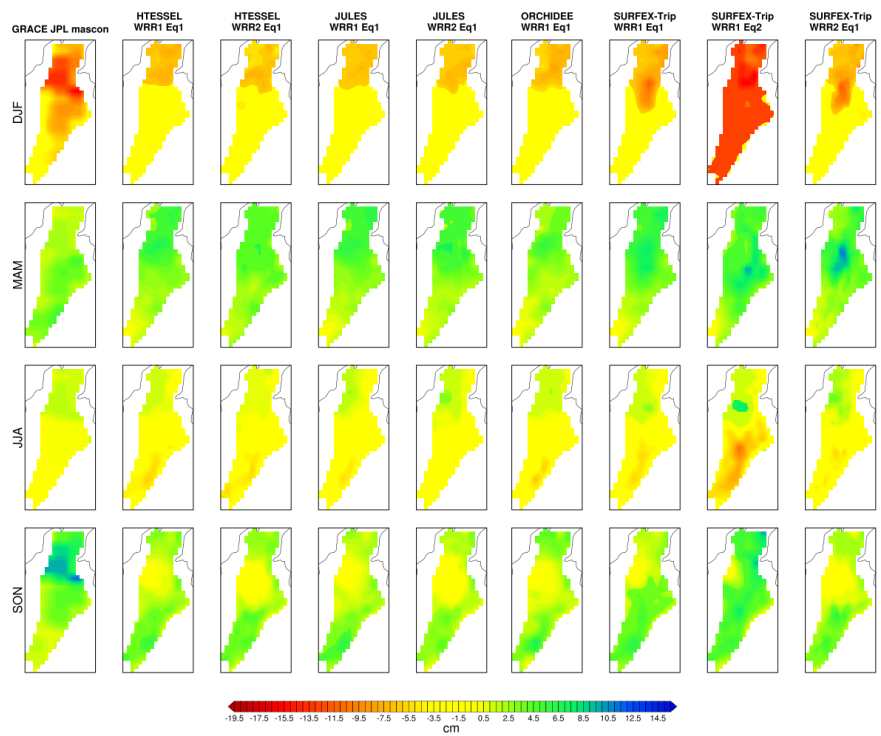 GRACE JPL mascon
HTESSEL
WRR1 Eq1
HTESSEL
WRR2 Eq1
JULES
WRR1 Eq1
JULES
WRR2 Eq1
ORCHIDEE
WRR1 Eq1
SURFEX-Trip
WRR1 Eq1
SURFEX-Trip
WRR1 Eq2
SURFEX-Trip
WRR2 Eq1
DJF
MAM
JJA
SON
-19.5 -17.5 -15.5 -13.5 -11.5 -9.5 -7.5 -5.5 -3.5 -1.5 0.5 2.5 4.5 6.5 8.5 10.5 12.5 14.5
cm